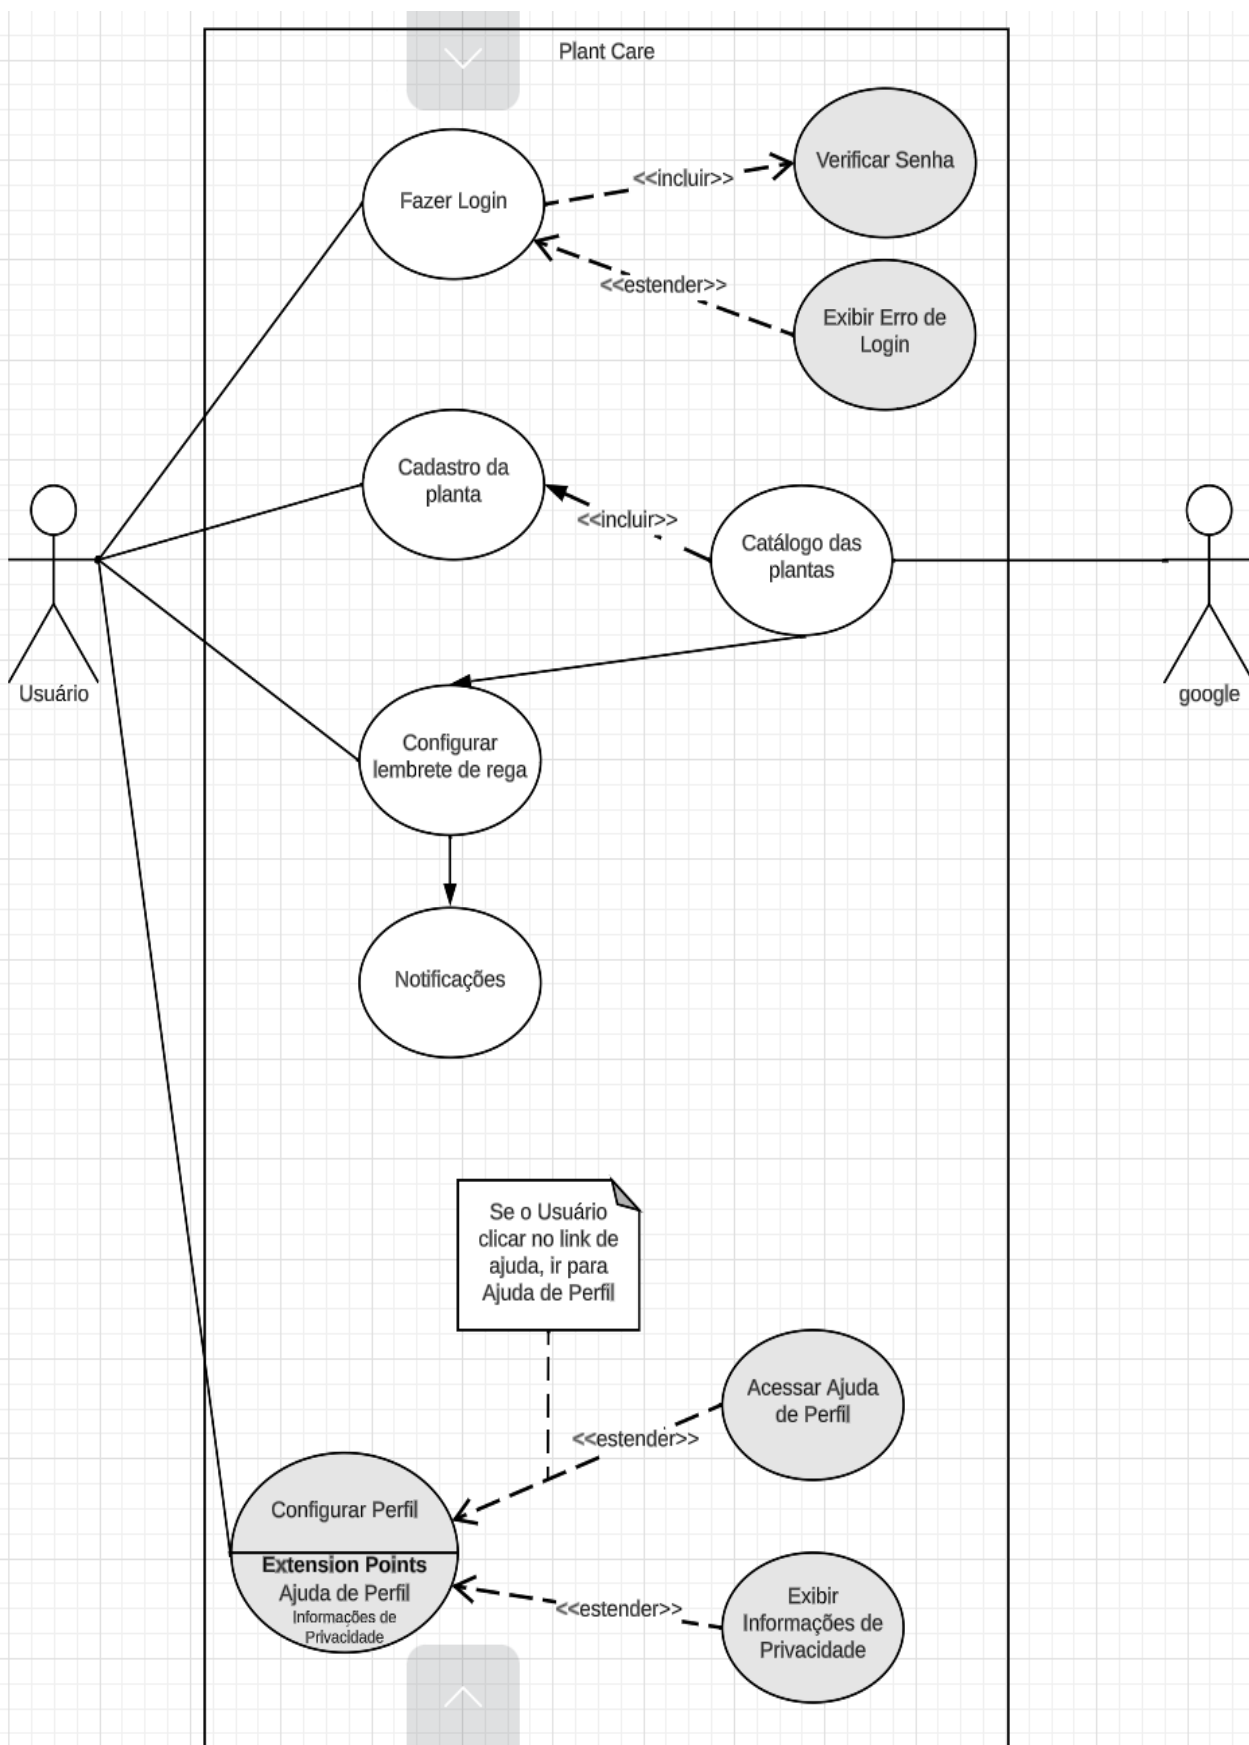 Plant Care
Fazer Login
<<incluir>>
Verificar Senha
<<estender>>
Exibir Erro de
Login
Cadastro da
planta
<<incluir>>
Catálogo das
plantas
Usuário
google
Configurar
lembrete de rega
Notificações
Se o Usuário
clicar no link de
ajuda, ir para
Ajuda de Perfil
Acessar Ajuda
de Perfil
<<estender>>
Configurar Perfil
Extension Points
Ajuda de Perfil
Informações de
Privacidade
<<estender>>
Exibir
Informações de
Privacidade